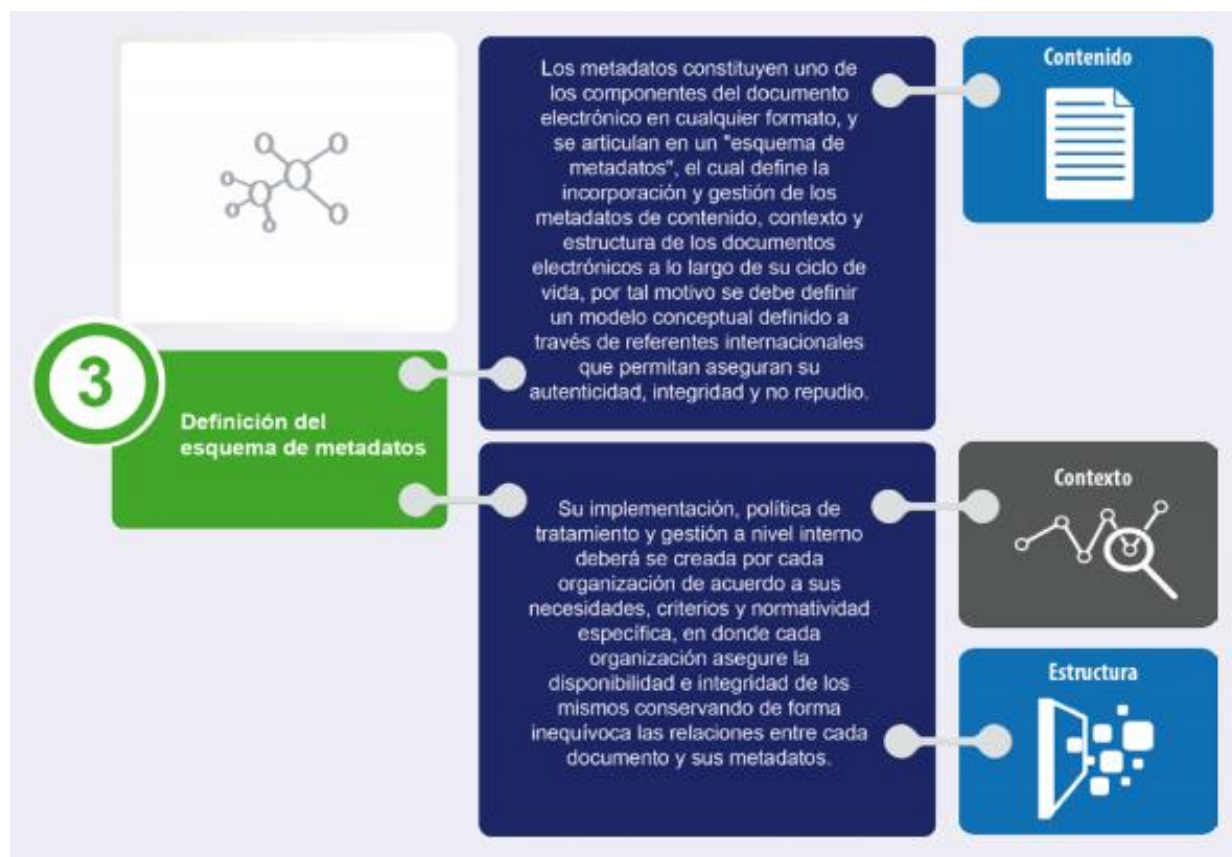 3
Definición del
esquema de metadatos
Los metadatos constituyen uno de
los componentes del documento
electrónico en cualquier formato, y
se articulan en un "esquema de
metadatos", el cual define la
incorporación y gestión de los
metadatos de contenido, contexto y
estructura de los documentos
electrónicos a lo largo de su ciclo de
vida, por tal motivo se debe definir
un modelo conceptual definido a
través de referentes internacionales
que permitan aseguran su
autenticidad, integridad y no repudio.
Su implementación, política de
tratamiento y gestión a nivel interno
deberá se creada por cada
organización de acuerdo a sus
necesidades, criterios y normatividad
específica, en donde cada
organización asegure la
disponibilidad e integridad de los
mismos conservando de forma
inequívoca las relaciones entre cada
documento y sus metadatos.
Contenido
Contexto
Estructura